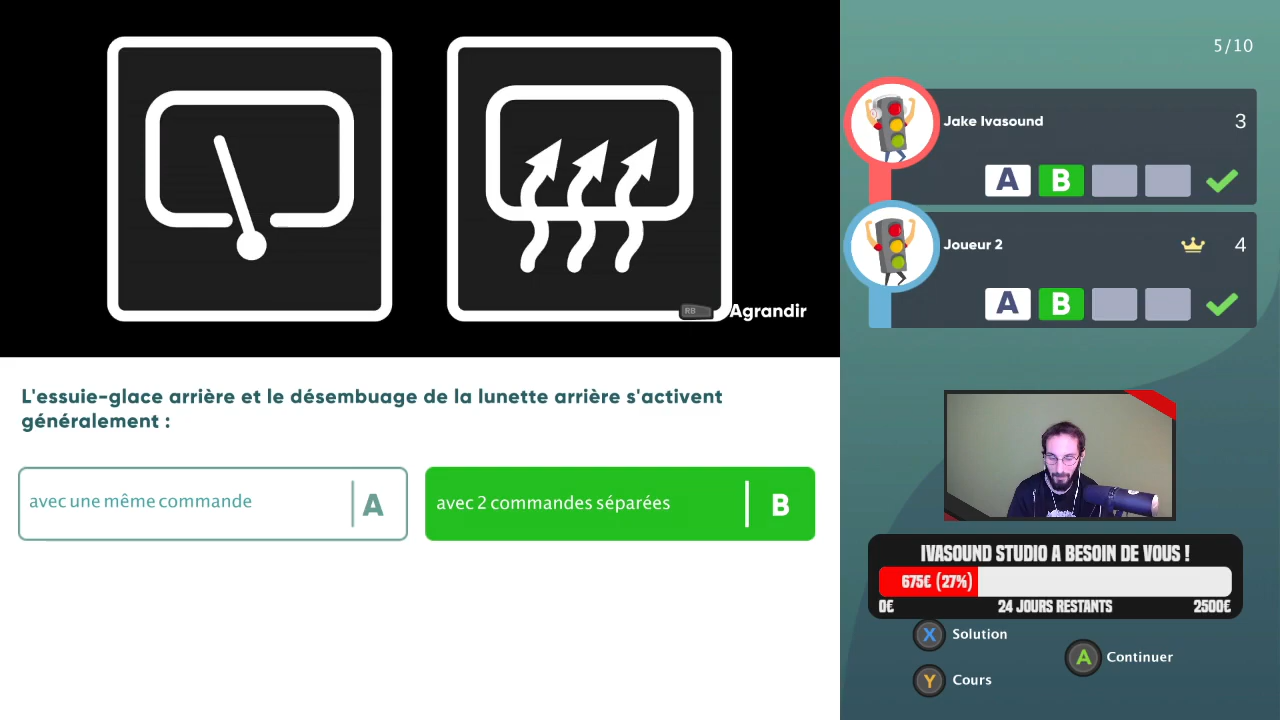 5/10
Jake Ivasound
3
A B
Joueur 2
4
A B
RB Agrandir
L'essuie-glace arrière et le désembuage de la lunette arrière s'activent
généralement :
avec une même commande A
avec 2 commandes séparées B
IVASOUND STUDIO A BESOIN DE VOUS !
675€ (27%)
0€ 24 JOURS RESTANTS 2500€
X Solution
A Continuer
Y Cours